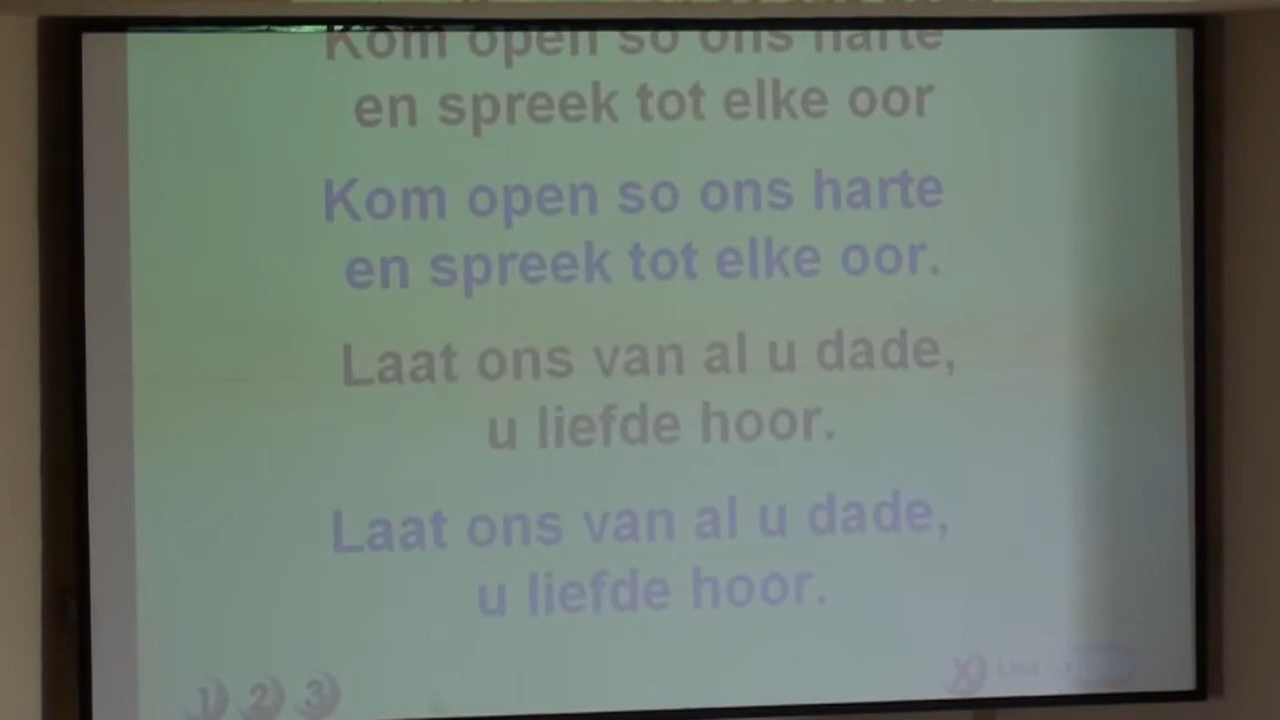 Kom open so ons harte
en spreek tot elke oor
Kom open so ons harte
en spreek tot elke oor.
Laat ons van al u dade,
u liefde hoor.
Laat ons van al u dade,
u liefde hoor.
1 2 3